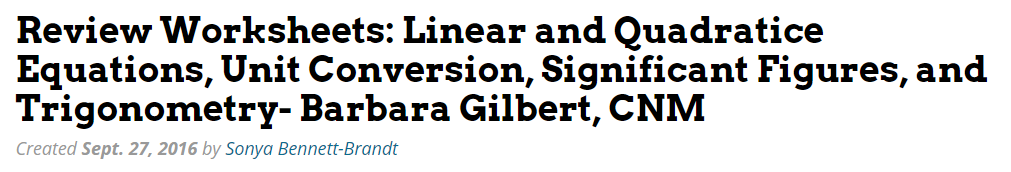 Review Worksheets: Linear and Quadratice
Equations, Unit Conversion, Significant Figures, and
Trigonometry- Barbara Gilbert, CNM
Created Sept. 27, 2016 by Sonya Bennett-Brandt